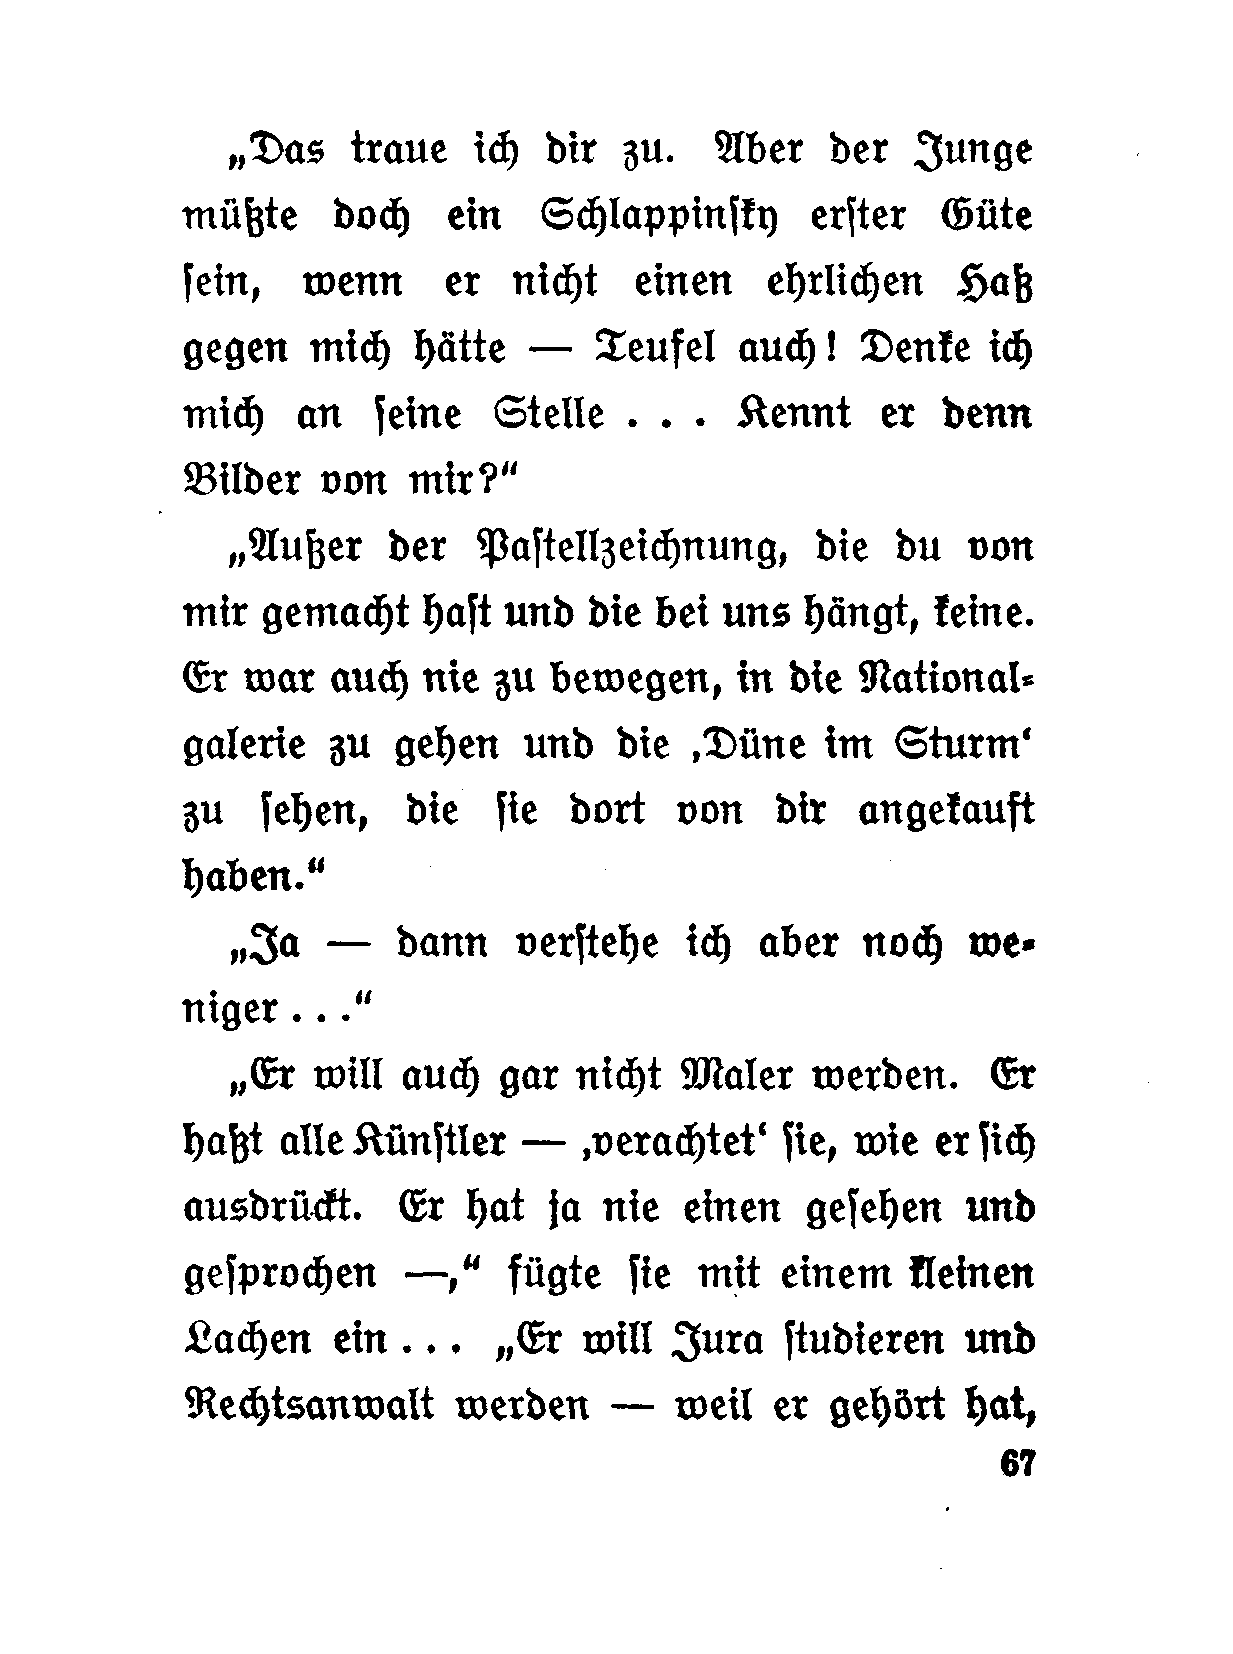 „Das traue ich dir zu. Aber der Junge
müßte doch ein Schlappinsky erster Güte
sein, wenn er nicht einen ehrlichen Haß
gegen mich hätte — Teufel auch! Denke ich
mich an seine Stelle . . . Kennt er denn
Bilder von mir?“
„Außer der Pastellzeichnung, die du von
mir gemacht hast und die bei uns hängt, keine.
Er war auch nie zu bewegen, in die National-
galerie zu gehen und die ‚Düne im Sturm‘
zu sehen, die sie dort von dir angekauft
haben.“
„Ja — dann verstehe ich aber noch we-
niger . . .“
„Er will auch gar nicht Maler werden. Er
haßt alle Künstler — ‚verachtet‘ sie, wie er sich
ausdrückt. Er hat ja nie einen gesehen und
gesprochen —,“ fügte sie mit einem kleinen
Lachen ein . . . „Er will Jura studieren und
Rechtsanwalt werden — weil er gehört hat,
67